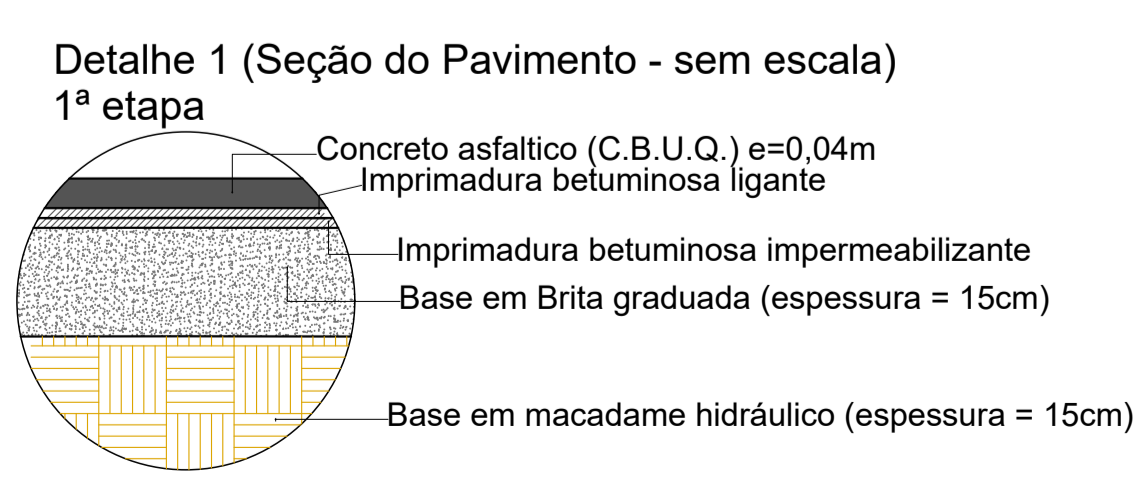 Detalhe 1 (Seção do Pavimento - sem escala)
1ª etapa
Concreto asfaltico (C.B.U.Q.) e=0,04m
Imprimadura betuminosa ligante
Imprimadura betuminosa impermeabilizante
Base em Brita graduada (espessura = 15cm)
Base em macadame hidráulico (espessura = 15cm)